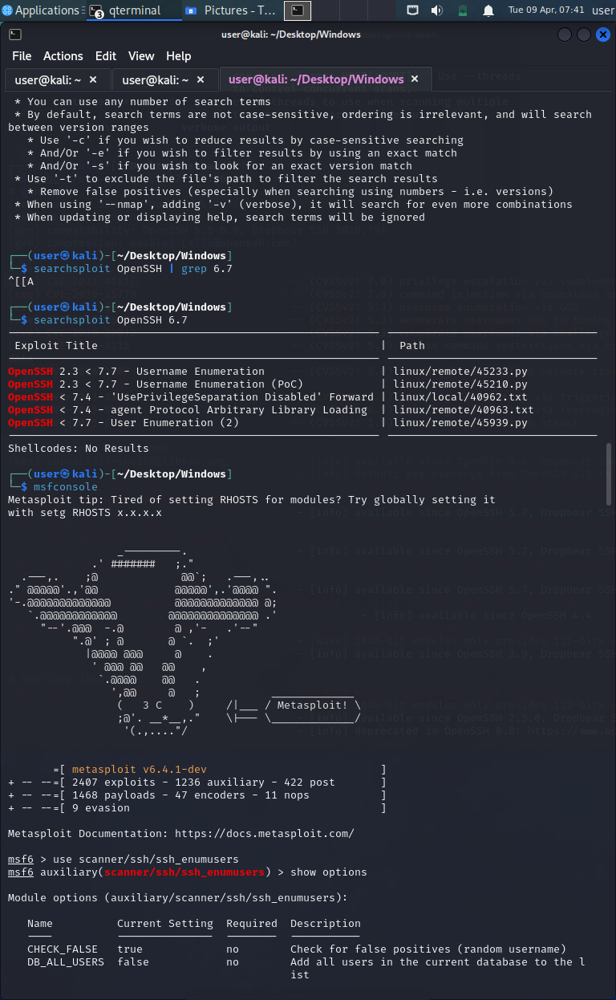 Applications 3 qterminal Pictures - T... Tue 09 Apr, 07:41 user
user@kali: ~/Desktop/Windows
File Actions Edit View Help
user@kali: ~ × user@kali: ~ × user@kali: ~/Desktop/Windows ×
* You can use any number of search terms
* By default, search terms are not case-sensitive, ordering is irrelevant, and will search
between version ranges
* Use '-c' if you wish to reduce results by case-sensitive searching
* And/Or '-e' if you wish to filter results by using an exact match
* And/Or '-s' if you wish to look for an exact version match
* Use '-t' to exclude the file's path to filter the search results
* Remove false positives (especially when searching using numbers - i.e. versions)
* When using '--nmap', adding '-v' (verbose), it will search for even more combinations
* When updating or displaying help, search terms will be ignored
┌──(user㉿kali)-[~/Desktop/Windows]
└─$ searchsploit OpenSSH | grep 6.7
^[[A
┌──(user㉿kali)-[~/Desktop/Windows]
└─$ searchsploit OpenSSH 6.7
Exploit Title | Path
OpenSSH 2.3 < 7.7 - Username Enumeration | linux/remote/45233.py
OpenSSH 2.3 < 7.7 - Username Enumeration (PoC) | linux/remote/45210.py
OpenSSH < 7.4 - 'UsePrivilegeSeparation Disabled' Forward | linux/local/40962.txt
OpenSSH < 7.4 - agent Protocol Arbitrary Library Loading | linux/remote/40963.txt
OpenSSH < 7.7 - User Enumeration (2) | linux/remote/45939.py
Shellcodes: No Results
┌──(user㉿kali)-[~/Desktop/Windows]
└─$ msfconsole
Metasploit tip: Tired of setting RHOSTS for modules? Try globally setting it
with setg RHOSTS x.x.x.x
_---------.
.' #######   ;."
.---,.    ;@             @@`;   .---,..
." @@@@@'.,'@@            @@@@@',.'@@@@ ".
'-.@@@@@@@@@@@@@          @@@@@@@@@@@@@ @;
`.@@@@@@@@@@@@        @@@@@@@@@@@@@@ .'
"--'.@@@  -.@        @ ,'-   .'--"
".@' ; @       @ `.  ;'
|@@@@ @@@     @    .
' @@@ @@   @@    ,
`.@@@@    @@   .
',@@     @   ;           _____________
(   3 C    )     /|___ / Metasploit! \
;@'. __*__,."    \|--- \_____________/
'(.,...."/
=[ metasploit v6.4.1-dev ]
+ -- --=[ 2407 exploits - 1236 auxiliary - 422 post ]
+ -- --=[ 1468 payloads - 47 encoders - 11 nops ]
+ -- --=[ 9 evasion ]
Metasploit Documentation: https://docs.metasploit.com/
msf6 > use scanner/ssh/ssh_enumusers
msf6 auxiliary(scanner/ssh/ssh_enumusers) > show options
Module options (auxiliary/scanner/ssh/ssh_enumusers):
Name Current Setting Required Description
CHECK_FALSE true no Check for false positives (random username)
DB_ALL_USERS false no Add all users in the current database to the l
ist